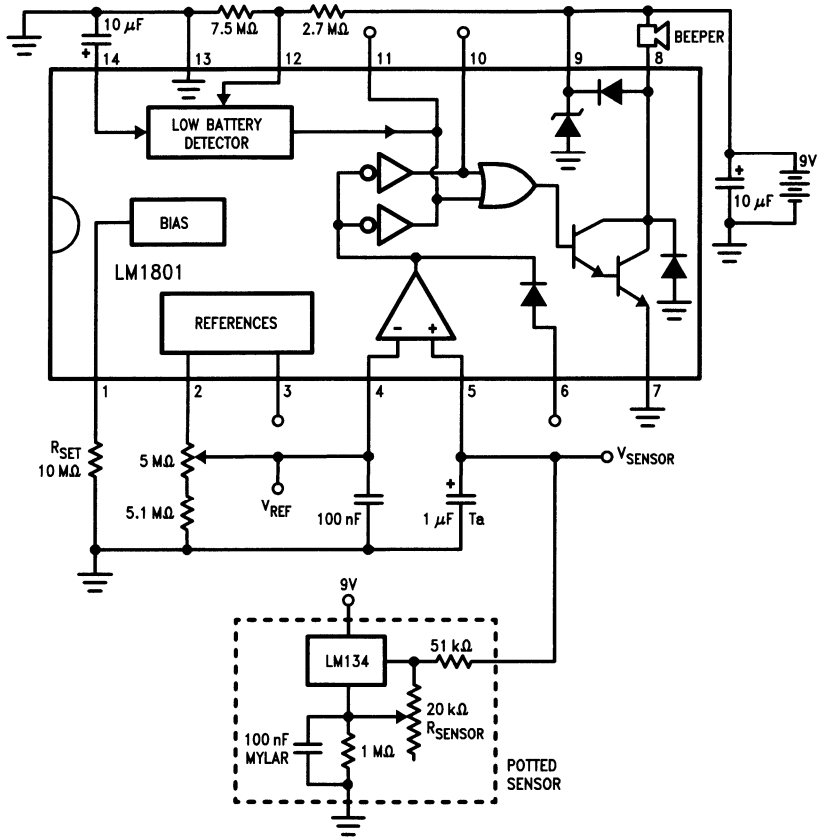 10 μF
+
7.5 MΩ
2.7 MΩ
BEEPER
14
13
12
11
10
9
8
LOW BATTERY
DETECTOR
9V
+
10 μF
BIAS
LM1801
REFERENCES
- +
1
2
3
4
5
6
7
RSET
10 MΩ
5 MΩ
VSENSOR
5.1 MΩ
VREF
100 nF
+
1 μF Ta
9V
LM134
51 kΩ
20 kΩ
RSENSOR
100 nF
MYLAR
1 MΩ
POTTED
SENSOR